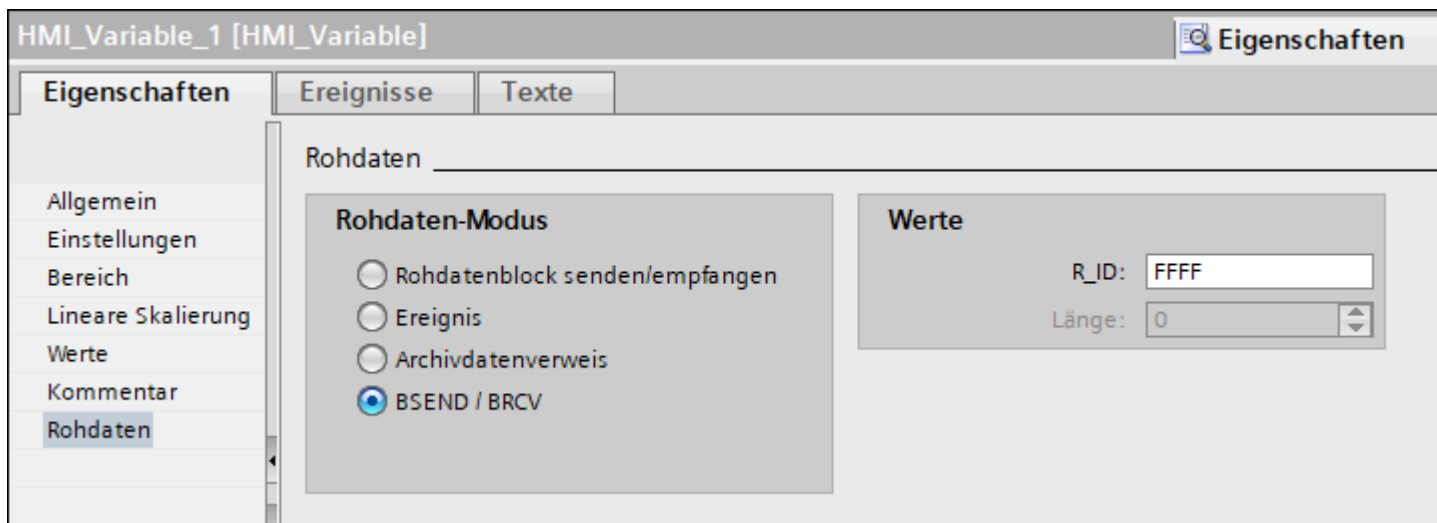 HMI_Variable_1 [HMI_Variable]
Eigenschaften
Eigenschaften
Ereignisse
Texte
Allgemein
Einstellungen
Bereich
Lineare Skalierung
Werte
Kommentar
Rohdaten
Rohdaten
Rohdaten-Modus
Rohdatenblock senden/empfangen
Ereignis
Archivdatenverweis
BSEND / BRCV
Werte
R_ID: FFFF
Länge: 0